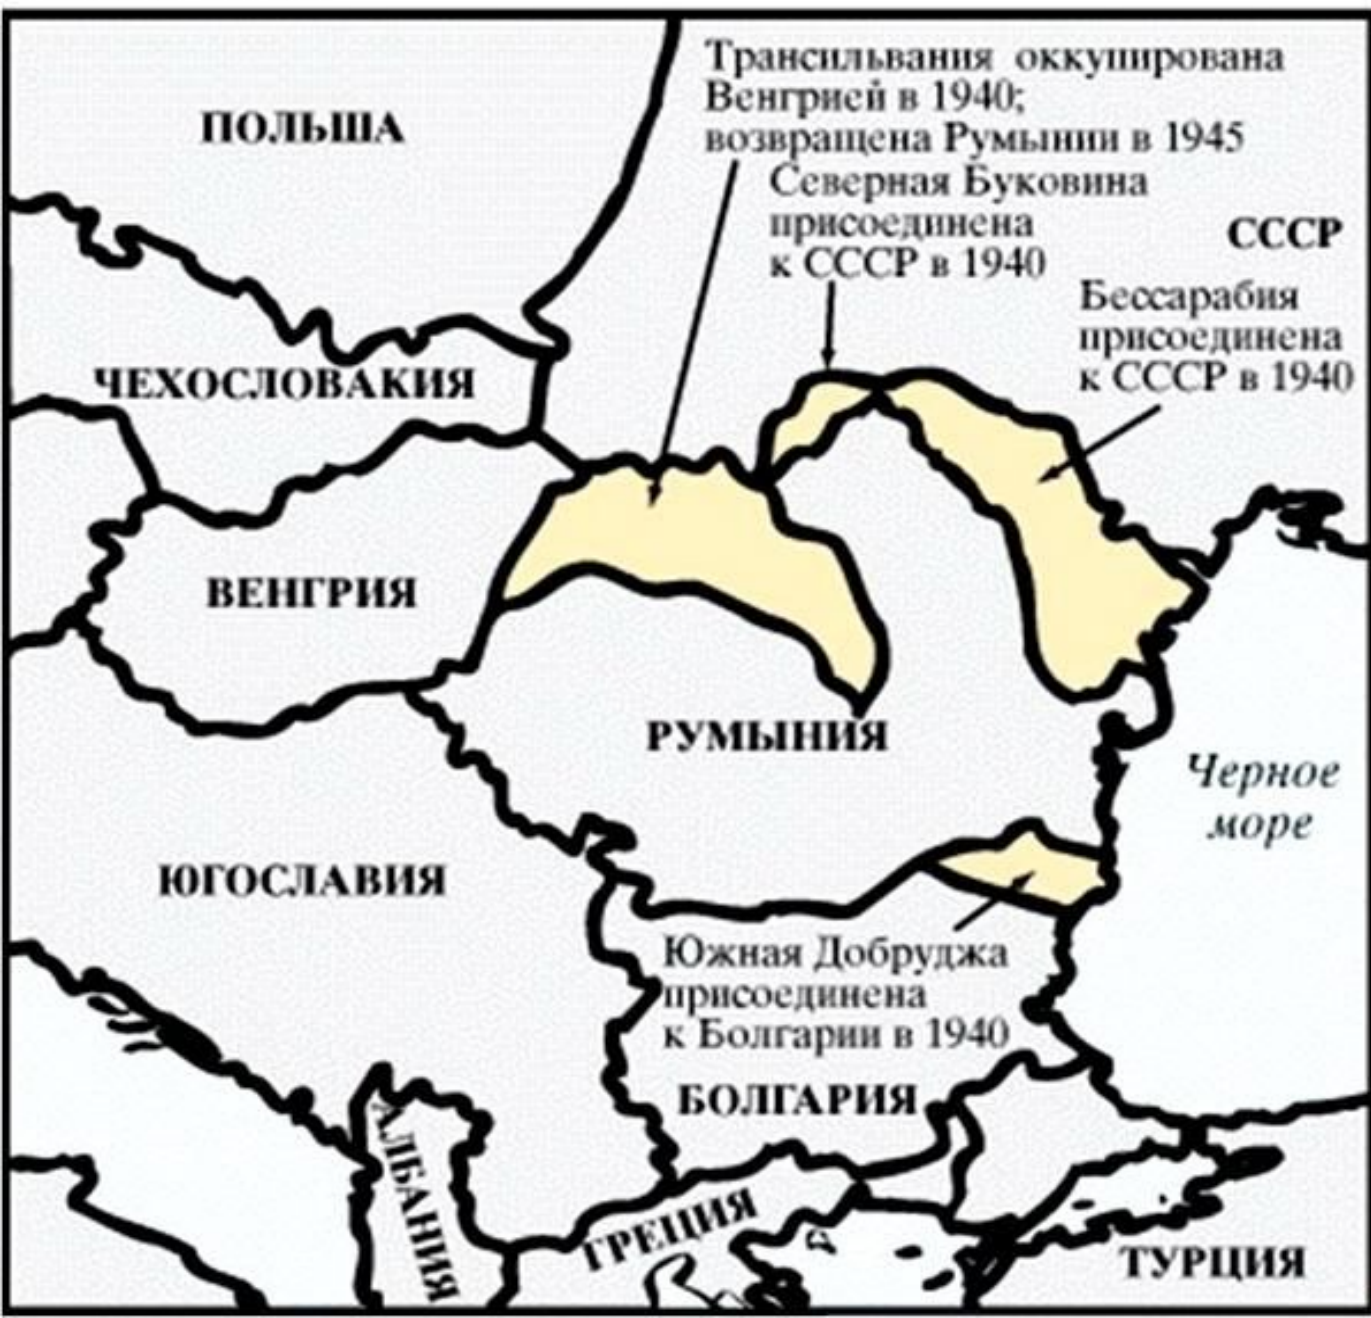 ПОЛЬША
Трансильвания оккупирована
Венгрией в 1940;
возвращена Румынии в 1945
Северная Буковина
присоединена
к СССР в 1940
СССР
Бессарабия
присоединена
к СССР в 1940
ЧЕХОСЛОВАКИЯ
ВЕНГРИЯ
РУМЫНИЯ
Черное
море
ЮГОСЛАВИЯ
Южная Добруджа
присоединена
к Болгарии в 1940
БОЛГАРИЯ
АЛБАНИЯ
ГРЕЦИЯ
ТУРЦИЯ